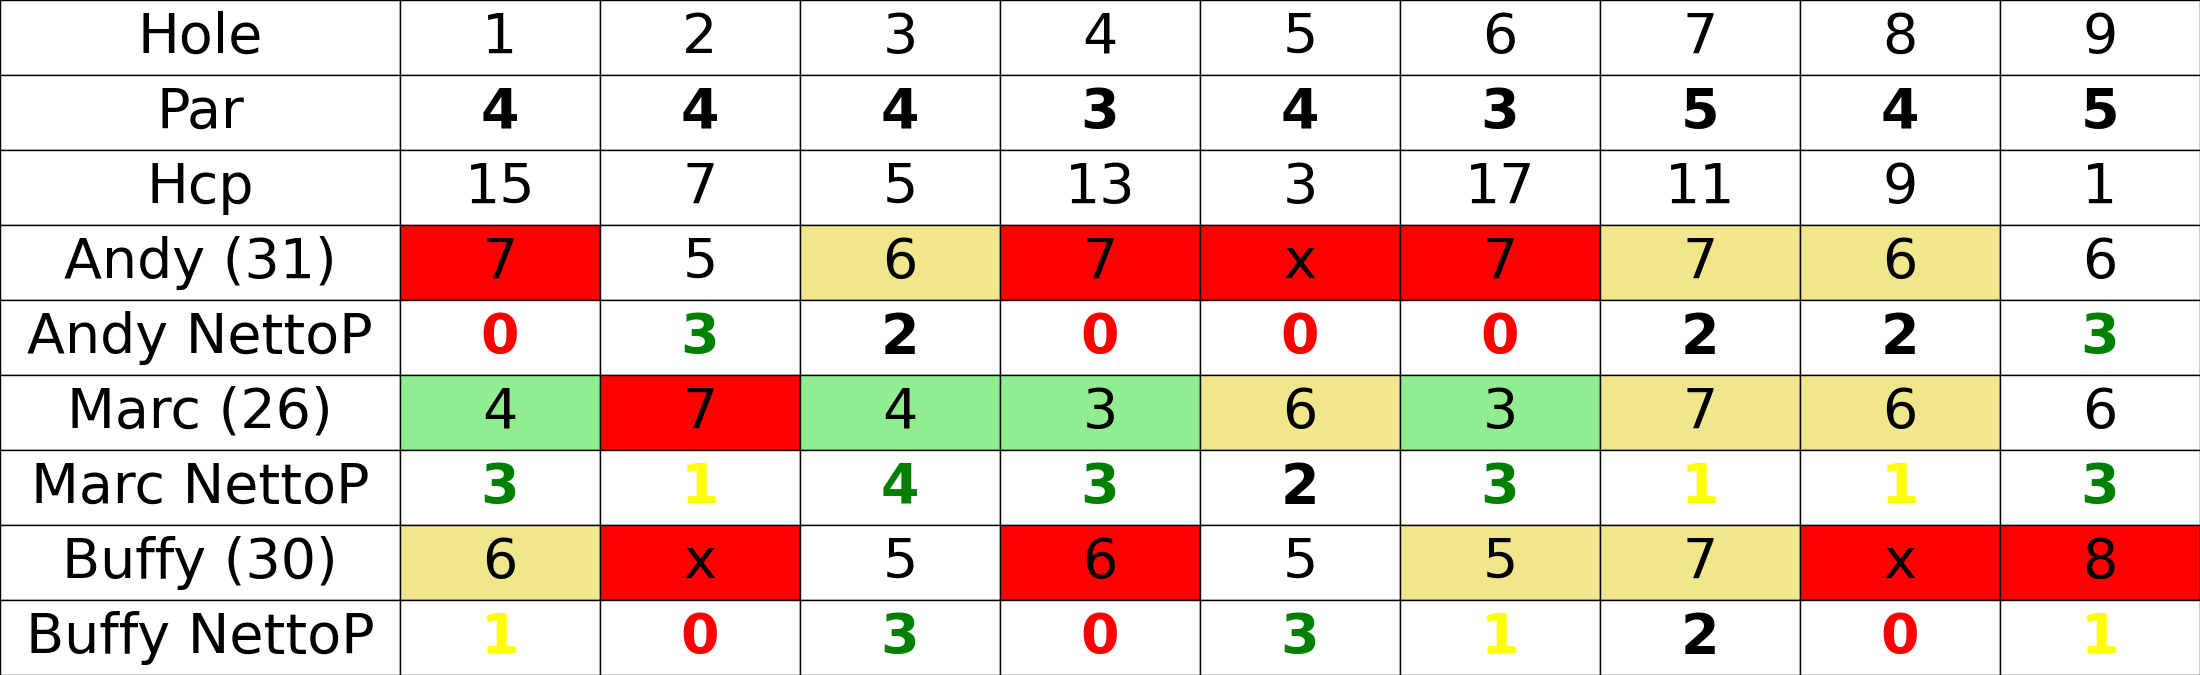 Hole 1 2 3 4 5 6 7 8 9
Par 4 4 4 3 4 3 5 4 5
Hcp 15 7 5 13 3 17 11 9 1
Andy (31) 7 5 6 7 x 7 7 6 6
Andy NettoP 0 3 2 0 0 0 2 2 3
Marc (26) 4 7 4 3 6 3 7 6 6
Marc NettoP 3 1 4 3 2 3 1 1 3
Buffy (30) 6 x 5 6 5 5 7 x 8
Buffy NettoP 1 0 3 0 3 1 2 0 1